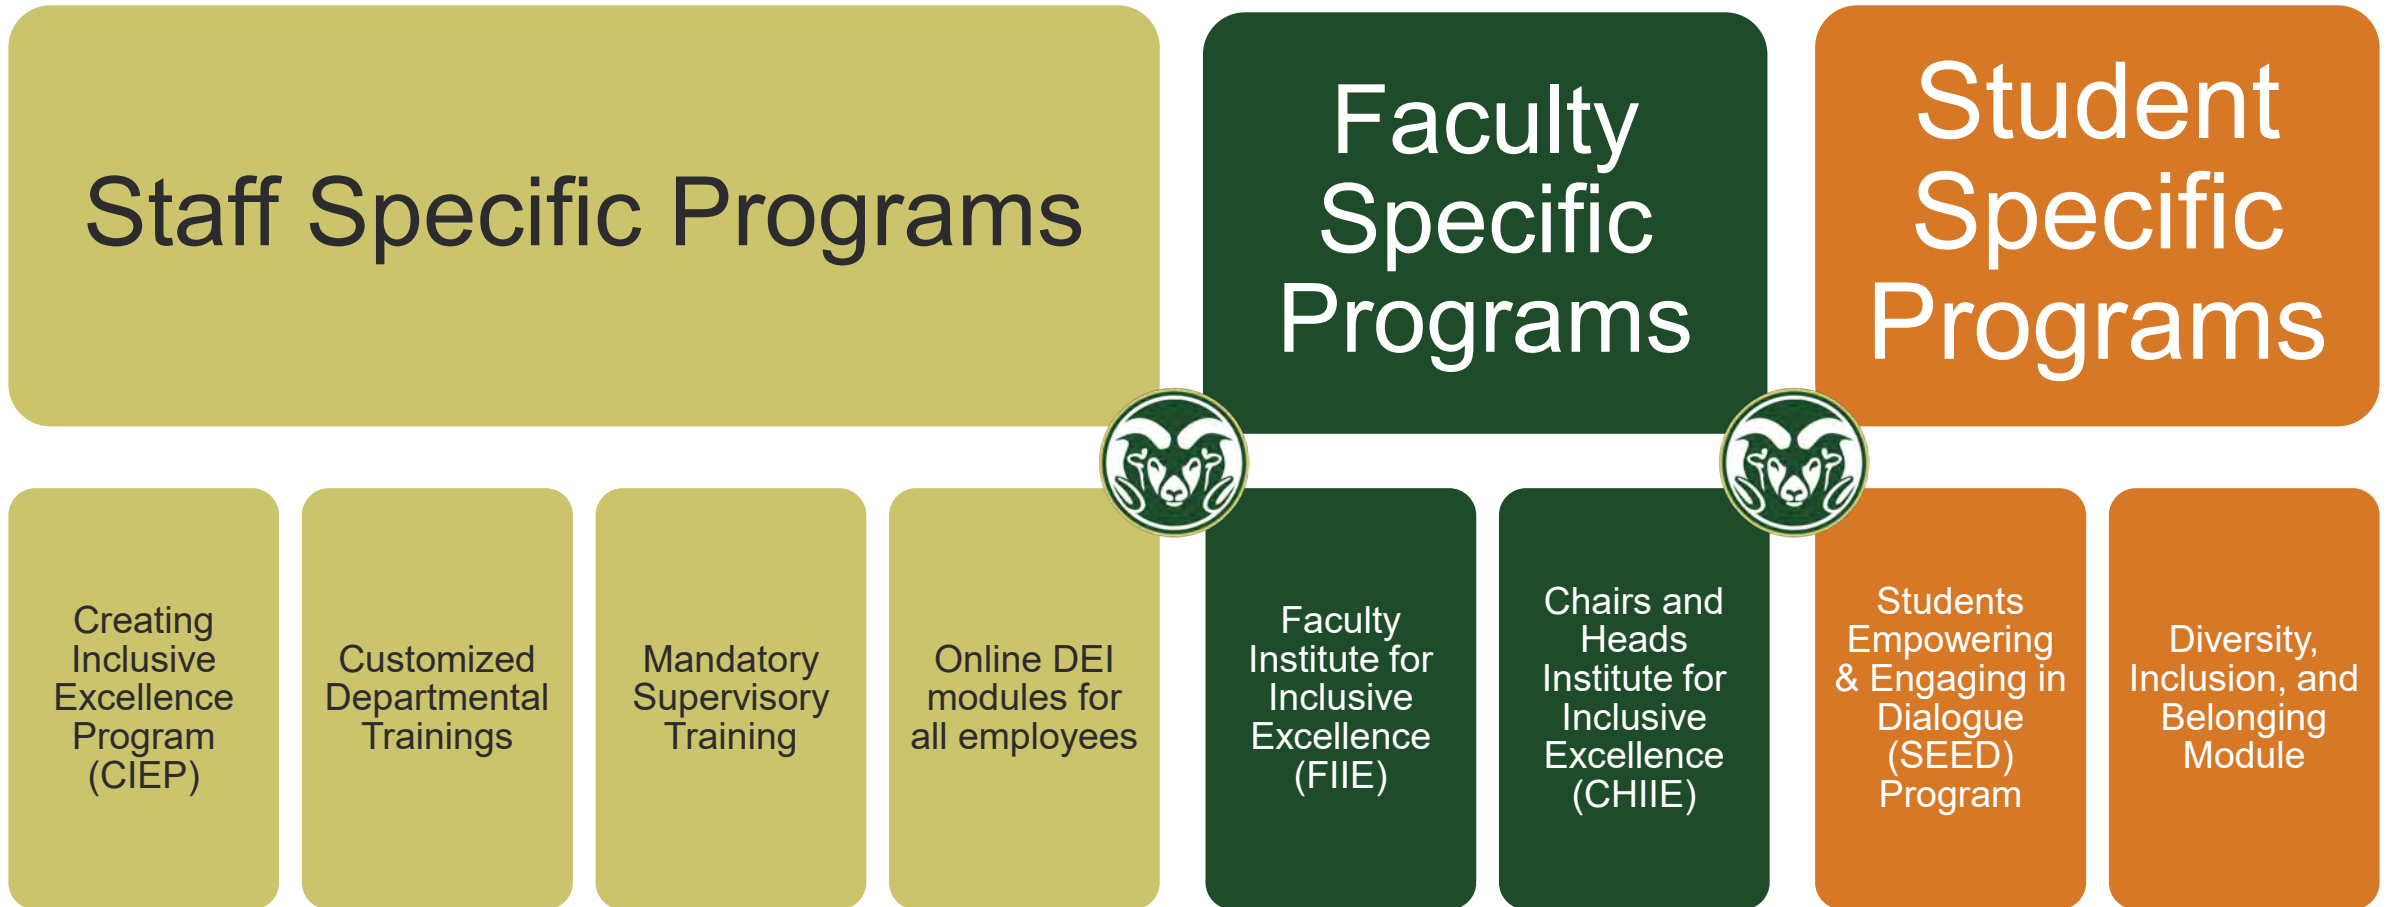 Staff Specific Programs
Faculty
Specific
Programs
Student
Specific
Programs
Creating
Inclusive
Excellence
Program
(CIEP)
Customized
Departmental
Trainings
Mandatory
Supervisory
Training
Online DEI
modules for
all employees
Faculty
Institute for
Inclusive
Excellence
(FIIE)
Chairs and
Heads
Institute for
Inclusive
Excellence
(CHIIE)
Students
Empowering
& Engaging in
Dialogue
(SEED)
Program
Diversity,
Inclusion, and
Belonging
Module